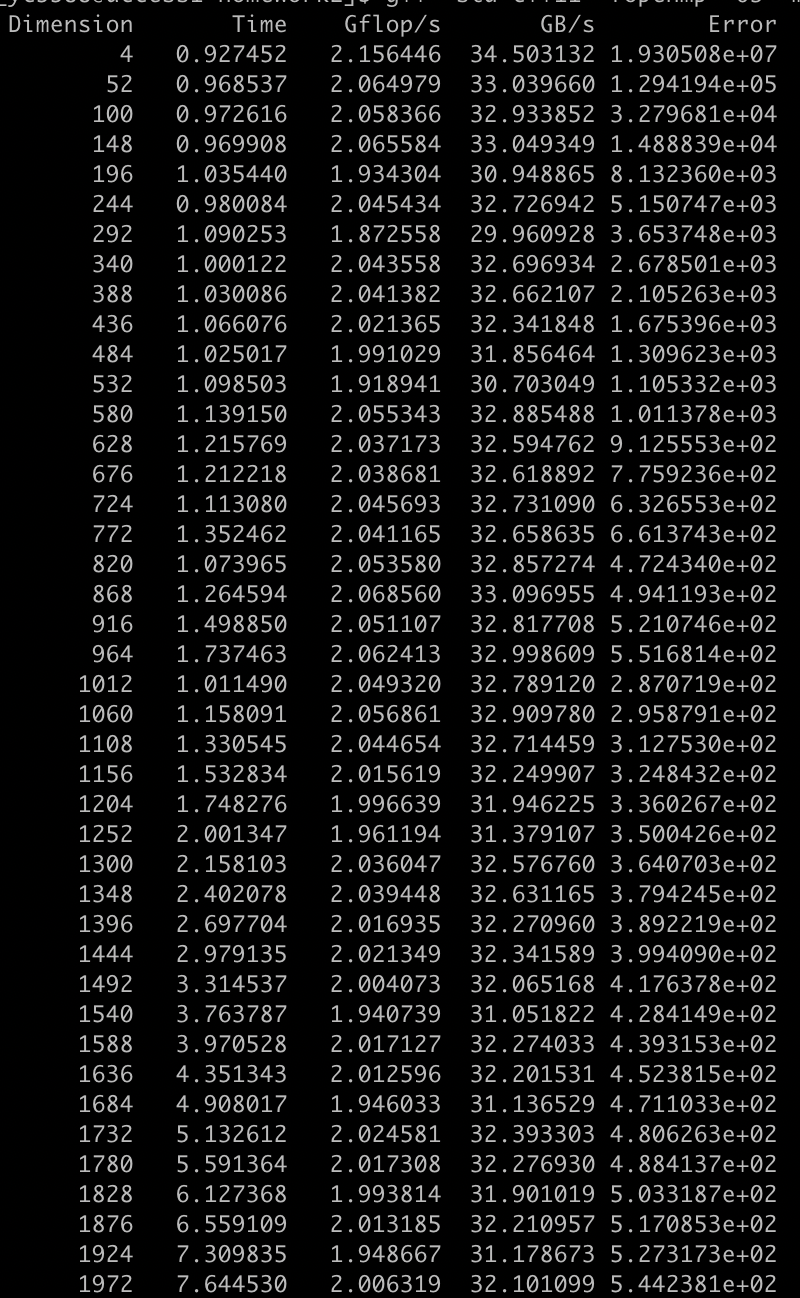 Dimension Time Gflop/s GB/s Error
4 0.927452 2.156446 34.503132 1.930508e+07
52 0.968537 2.064979 33.039660 1.294194e+05
100 0.972616 2.058366 32.933852 3.279681e+04
148 0.969908 2.065584 33.049349 1.488839e+04
196 1.035440 1.934304 30.948865 8.132360e+03
244 0.980084 2.045434 32.726942 5.150747e+03
292 1.090253 1.872558 29.960928 3.653748e+03
340 1.000122 2.043558 32.696934 2.678501e+03
388 1.030086 2.041382 32.662107 2.105263e+03
436 1.066076 2.021365 32.341848 1.675396e+03
484 1.025017 1.991029 31.856464 1.309623e+03
532 1.098503 1.918941 30.703049 1.105332e+03
580 1.139150 2.055343 32.885488 1.011378e+03
628 1.215769 2.037173 32.594762 9.125553e+02
676 1.212218 2.038681 32.618892 7.759236e+02
724 1.113080 2.045693 32.731090 6.326553e+02
772 1.352462 2.041165 32.658635 6.613743e+02
820 1.073965 2.053580 32.857274 4.724340e+02
868 1.264594 2.068560 33.096955 4.941193e+02
916 1.498850 2.051107 32.817708 5.210746e+02
964 1.737463 2.062413 32.998609 5.516814e+02
1012 1.011490 2.049320 32.789120 2.870719e+02
1060 1.158091 2.056861 32.909780 2.958791e+02
1108 1.330545 2.044654 32.714459 3.127530e+02
1156 1.532834 2.015619 32.249907 3.248432e+02
1204 1.748276 1.996639 31.946225 3.360267e+02
1252 2.001347 1.961194 31.379107 3.500426e+02
1300 2.158103 2.036047 32.576760 3.640703e+02
1348 2.402078 2.039448 32.631165 3.794245e+02
1396 2.697704 2.016935 32.270960 3.892219e+02
1444 2.979135 2.021349 32.341589 3.994090e+02
1492 3.314537 2.004073 32.065168 4.176378e+02
1540 3.763787 1.940739 31.051822 4.284149e+02
1588 3.970528 2.017127 32.274033 4.393153e+02
1636 4.351343 2.012596 32.201531 4.523815e+02
1684 4.908017 1.946033 31.136529 4.711033e+02
1732 5.132612 2.024581 32.393303 4.806263e+02
1780 5.591364 2.017308 32.276930 4.884137e+02
1828 6.127368 1.993814 31.901019 5.033187e+02
1876 6.559109 2.013185 32.210957 5.170853e+02
1924 7.309835 1.948667 31.178673 5.273173e+02
1972 7.644530 2.006319 32.101099 5.442381e+02